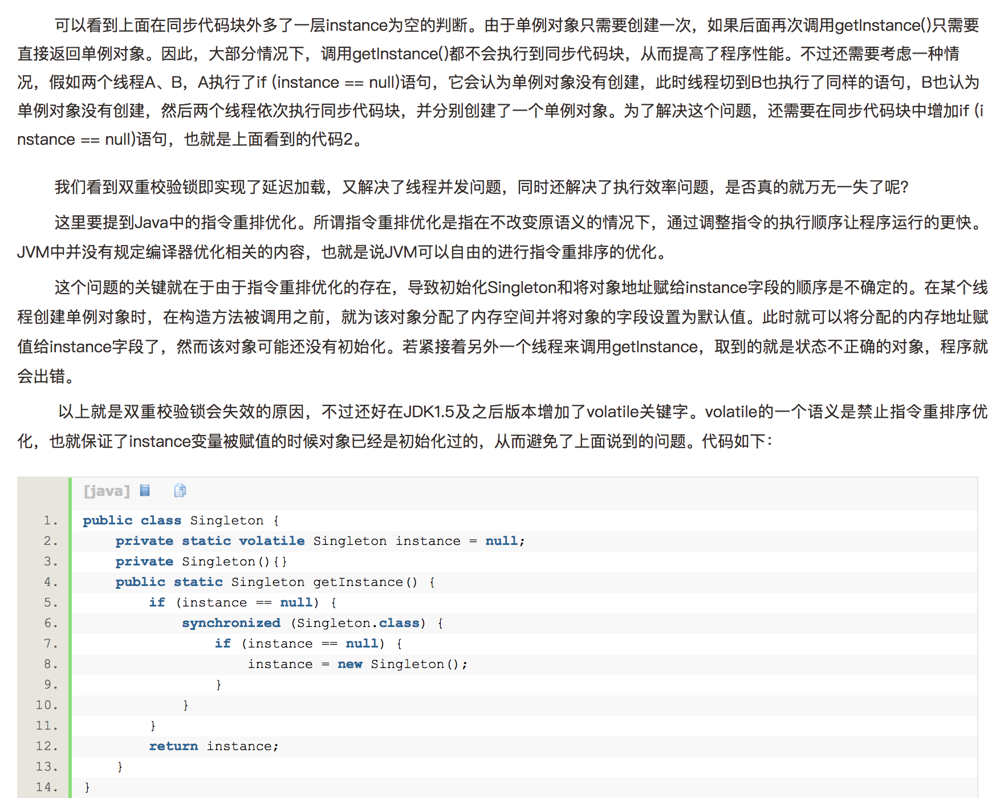 可以看到上面在同步代码块外多了一层instance为空的判断。由于单例对象只需要创建一次，如果后面再次调用getInstance()只需要
直接返回单例对象。因此，大部分情况下，调用getInstance()都不会执行到同步代码块，从而提高了程序性能。不过还需要考虑一种情
况，假如两个线程A、B，A执行了if (instance == null)语句，它会认为单例对象没有创建，此时线程切到B也执行了同样的语句，B也认为
单例对象没有创建，然后两个线程依次执行同步代码块，并分别创建了一个单例对象。为了解决这个问题，还需要在同步代码块中增加if (i
nstance == null)语句，也就是上面看到的代码2。
我们看到双重校验锁即实现了延迟加载，又解决了线程并发问题，同时还解决了执行效率问题，是否真的就万无一失了呢？
这里要提到Java中的指令重排优化。所谓指令重排优化是指在不改变原语义的情况下，通过调整指令的执行顺序让程序运行的更快。
JVM中并没有规定编译器优化相关的内容，也就是说JVM可以自由的进行指令重排序的优化。
这个问题的关键就在于由于指令重排优化的存在，导致初始化Singleton和将对象地址赋给instance字段的顺序是不确定的。在某个线
程创建单例对象时，在构造方法被调用之前，就为该对象分配了内存空间并将对象的字段设置为默认值。此时就可以将分配的内存地址赋
值给instance字段了，然而该对象可能还没有初始化。若紧接着另外一个线程来调用getInstance，取到的就是状态不正确的对象，程序就
会出错。
以上就是双重校验锁会失效的原因，不过还好在JDK1.5及之后版本增加了volatile关键字。volatile的一个语义是禁止指令重排序优
化，也就保证了instance变量被赋值的时候对象已经是初始化过的，从而避免了上面说到的问题。代码如下：
[java]
1. public class Singleton {
2.     private static volatile Singleton instance = null;
3.     private Singleton(){}
4.     public static Singleton getInstance() {
5.         if (instance == null) {
6.             synchronized (Singleton.class) {
7.                 if (instance == null) {
8.                     instance = new Singleton();
9.                 }
10.             }
11.         }
12.         return instance;
13.     }
14. }